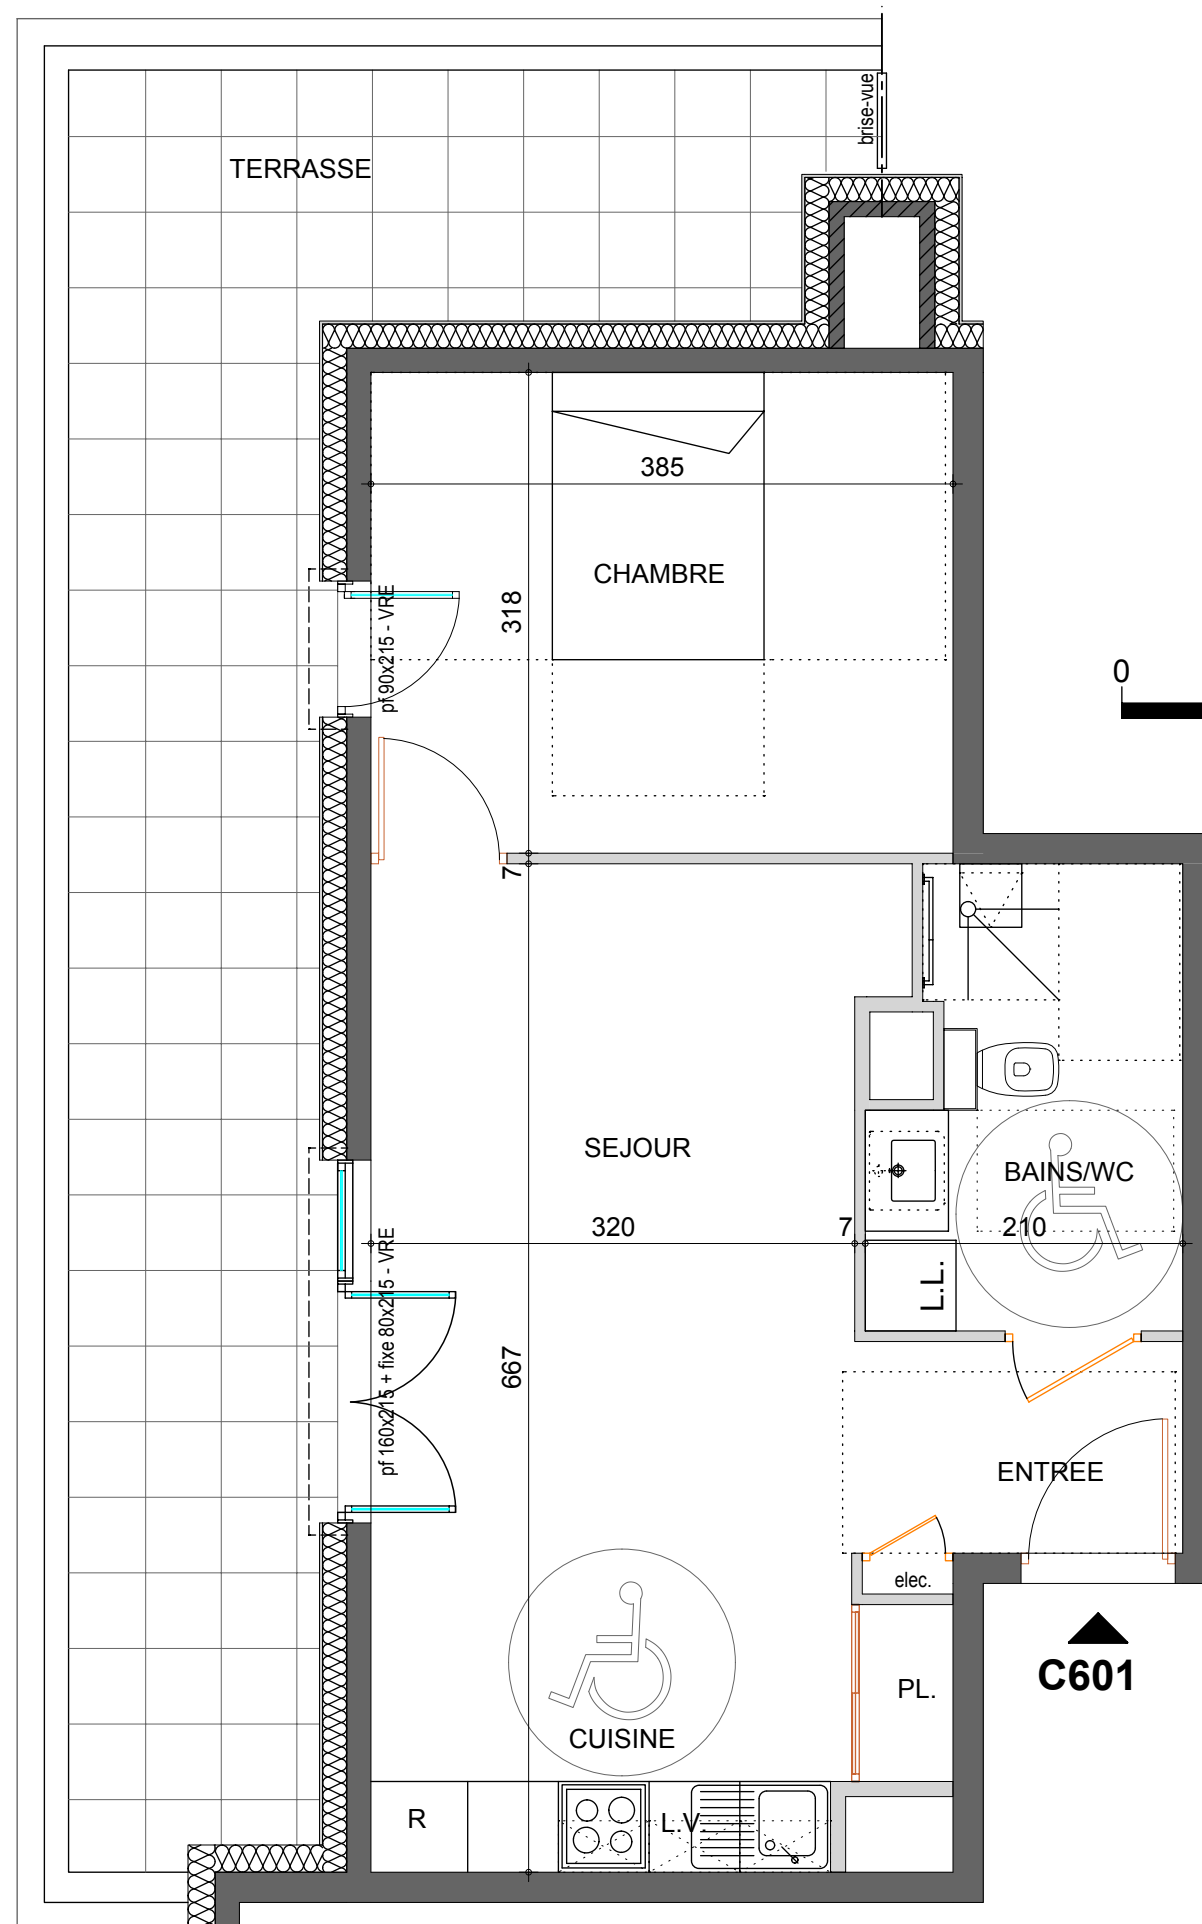 brise-vue
TERRASSE
385
CHAMBRE
318
pf 90x215 - VRE
0
7
SEJOUR
BAINS/WC
320
7
210
L.L.
pf 160x215 + fixe 80x215 - VRE
667
ENTREE
elec.
C601
PL.
CUISINE
R
L.V.